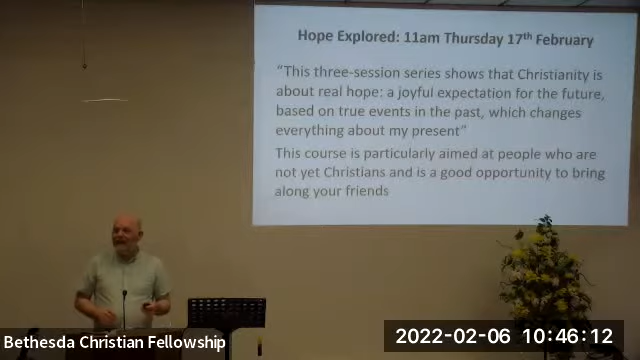 Hope Explored: 11am Thursday 17th February
“This three-session series shows that Christianity is
about real hope: a joyful expectation for the future,
based on true events in the past, which changes
everything about my present”
This course is particularly aimed at people who are
not yet Christians and is a good opportunity to bring
along your friends
Bethesda Christian Fellowship
2022-02-06 10:46:12